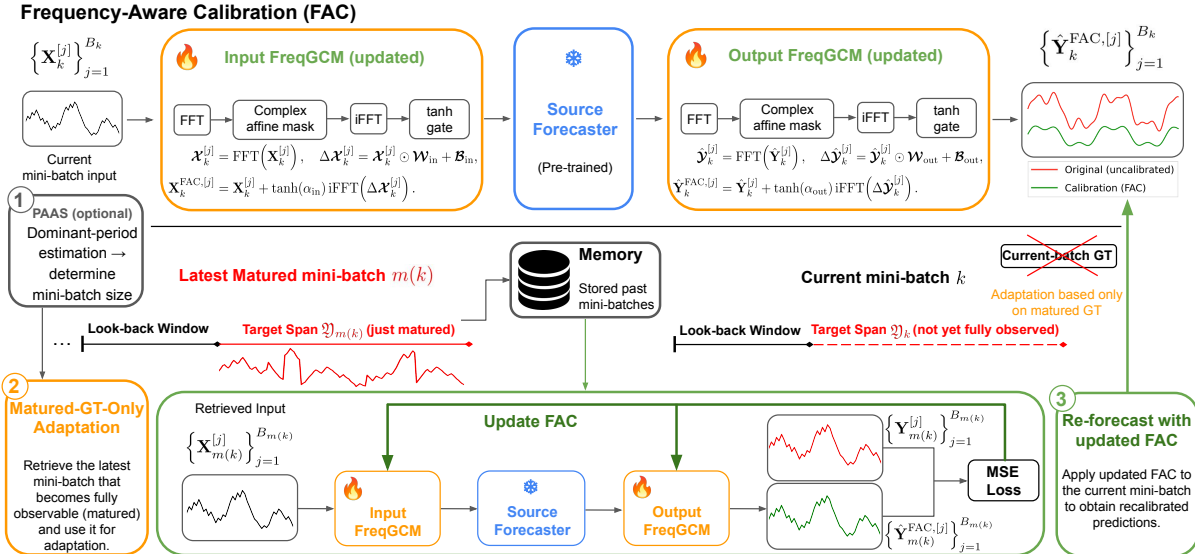 Frequency-Aware Calibration (FAC)
{X_k^{[j]}}_{j=1}^{B_k}
Current
mini-batch input
Input FreqGCM (updated)
FFT
Complex
affine mask
iFFT
tanh
gate
𝒳_k^{[j]} = FFT(X_k^{[j]}), Δ𝒳_k^{[j]} = 𝒳_k^{[j]} ⊙ 𝒲_in + ℬ_in,
X_k^{FAC,[j]} = X_k^{[j]} + tanh(α_in) iFFT(Δ𝒳_k^{[j]}).
Source
Forecaster
(Pre-trained)
Output FreqGCM (updated)
FFT
Complex
affine mask
iFFT
tanh
gate
𝒴̂_k^{[j]} = FFT(Ŷ_k^{[j]}), Δ𝒴̂_k^{[j]} = 𝒴̂_k^{[j]} ⊙ 𝒲_out + ℬ_out,
Ŷ_k^{FAC,[j]} = Ŷ_k^{[j]} + tanh(α_out) iFFT(Δ𝒴̂_k^{[j]}).
{Ŷ_k^{FAC,[j]}}_{j=1}^{B_k}
Original (uncalibrated)
Calibration (FAC)
1
PAAS (optional)
Dominant-period
estimation →
determine
mini-batch size
Latest Matured mini-batch m(k)
Memory
Stored past
mini-batches
Current mini-batch k
Current-batch GT
Adaptation based only
on matured GT
...
Look-back Window
Target Span 𝔜_{m(k)} (just matured)
Look-back Window
Target Span 𝔜_k (not yet fully observed)
2
Matured-GT-Only
Adaptation
Retrieve the latest
mini-batch that
becomes fully
observable (matured)
and use it for
adaptation.
Retrieved Input
{X_{m(k)}^{[j]}}_{j=1}^{B_{m(k)}}
Update FAC
Input
FreqGCM
Source
Forecaster
Output
FreqGCM
{Y_{m(k)}^{[j]}}_{j=1}^{B_{m(k)}}
{Ŷ_{m(k)}^{FAC,[j]}}_{j=1}^{B_{m(k)}}
MSE
Loss
3
Re-forecast with
updated FAC
Apply updated FAC to
the current mini-batch
to obtain recalibrated
predictions.